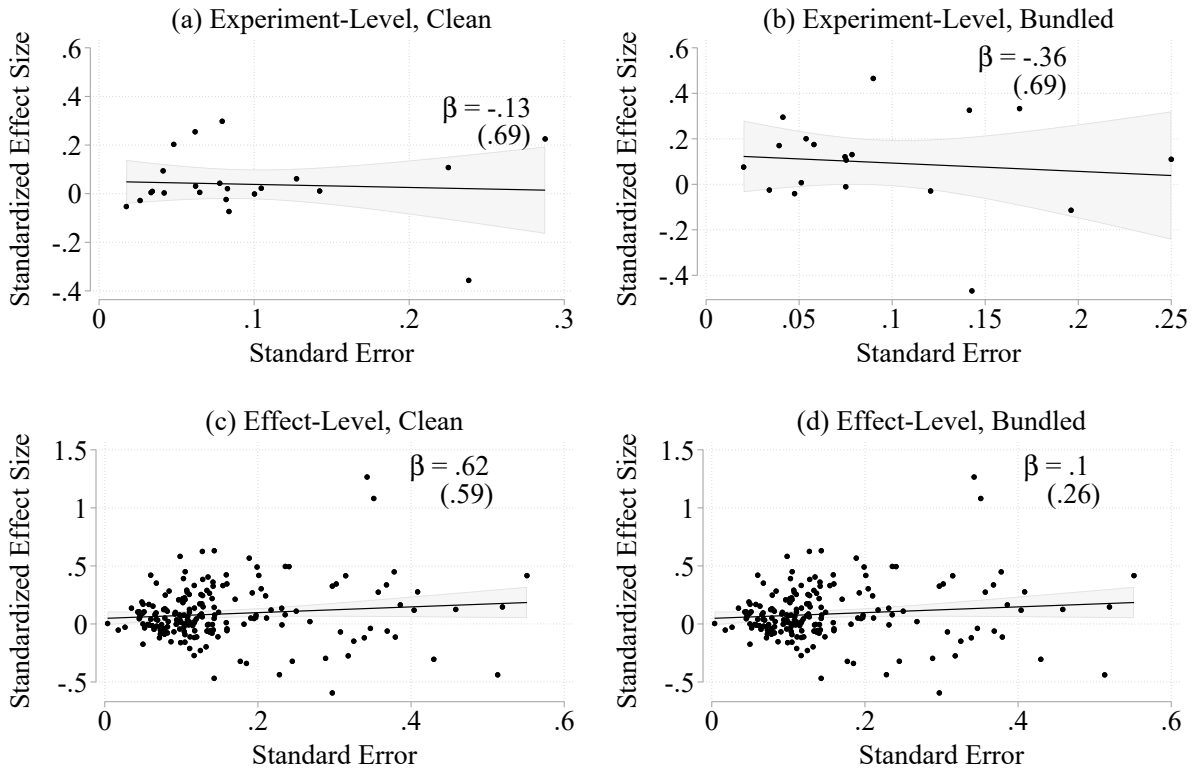 (a) Experiment-Level, Clean
Standardized Effect Size
.6
.4
.2
0
-.2
-.4
β = -.13
(.69)
0 .1 .2 .3
Standard Error
(b) Experiment-Level, Bundled
Standardized Effect Size
.6
.4
.2
0
-.2
-.4
β = -.36
(.69)
0 .05 .1 .15 .2 .25
Standard Error
(c) Effect-Level, Clean
Standardized Effect Size
1.5
1
.5
0
-.5
β = .62
(.59)
0 .2 .4 .6
Standard Error
(d) Effect-Level, Bundled
Standardized Effect Size
1.5
1
.5
0
-.5
β = .1
(.26)
0 .2 .4 .6
Standard Error